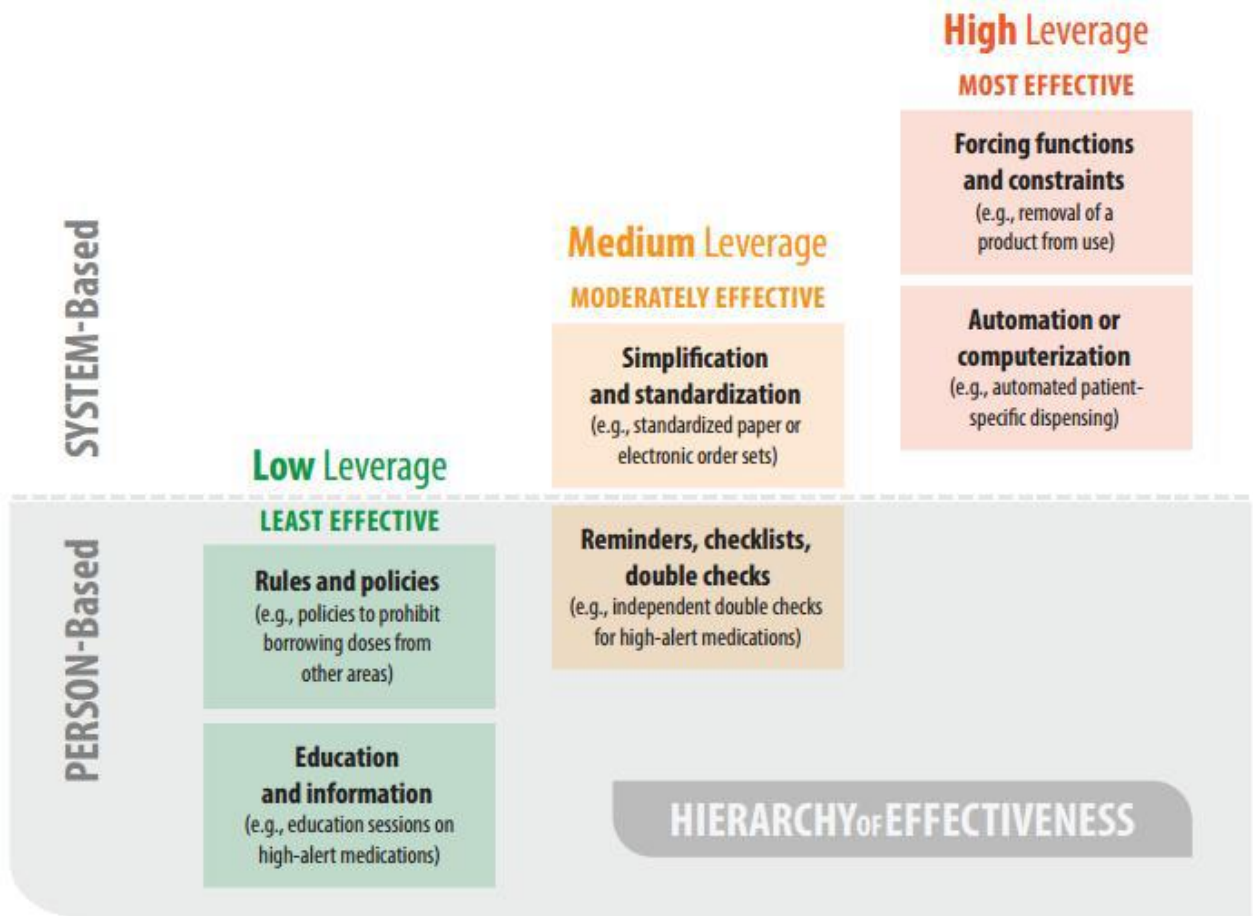 High Leverage
MOST EFFECTIVE
Forcing functions
and constraints
(e.g., removal of a
product from use)
Automation or
computerization
(e.g., automated patient-
specific dispensing)
Medium Leverage
MODERATELY EFFECTIVE
Simplification
and standardization
(e.g., standardized paper or
electronic order sets)
Reminders, checklists,
double checks
(e.g., independent double checks
for high-alert medications)
Low Leverage
LEAST EFFECTIVE
Rules and policies
(e.g., policies to prohibit
borrowing doses from
other areas)
Education
and information
(e.g., education sessions on
high-alert medications)
SYSTEM-Based
PERSON-Based
HIERARCHY OF EFFECTIVENESS